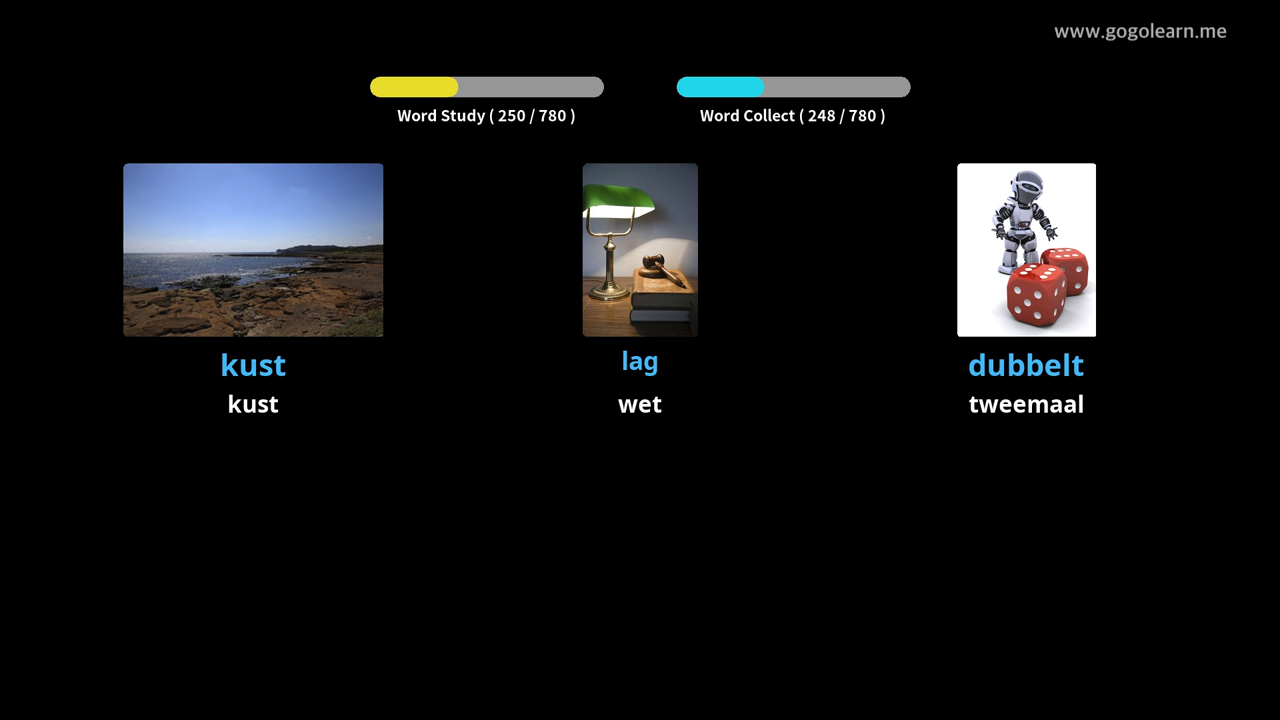 www.gogolearn.me
Word Study ( 250 / 780 )
Word Collect ( 248 / 780 )
kust
lag
dubbelt
kust
wet
tweemaal